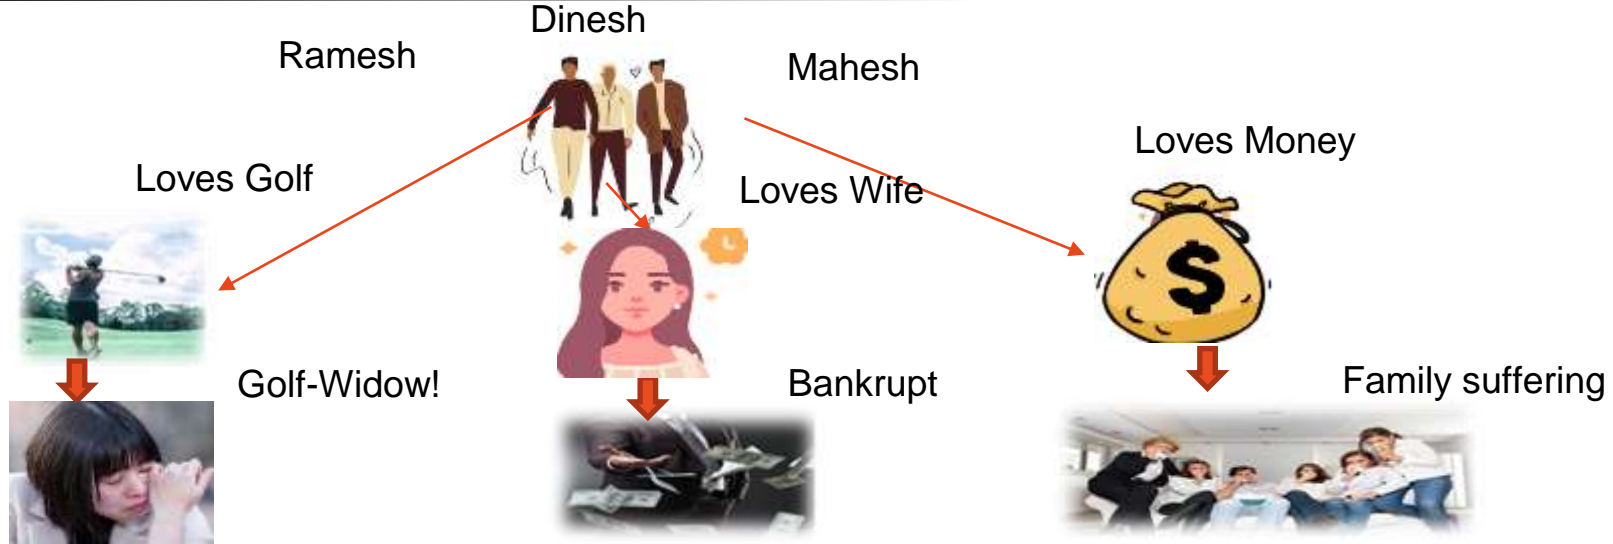 Dinesh
Ramesh
Mahesh
Loves Money
Loves Golf
Loves Wife
$
Golf-Widow!
Bankrupt
Family suffering